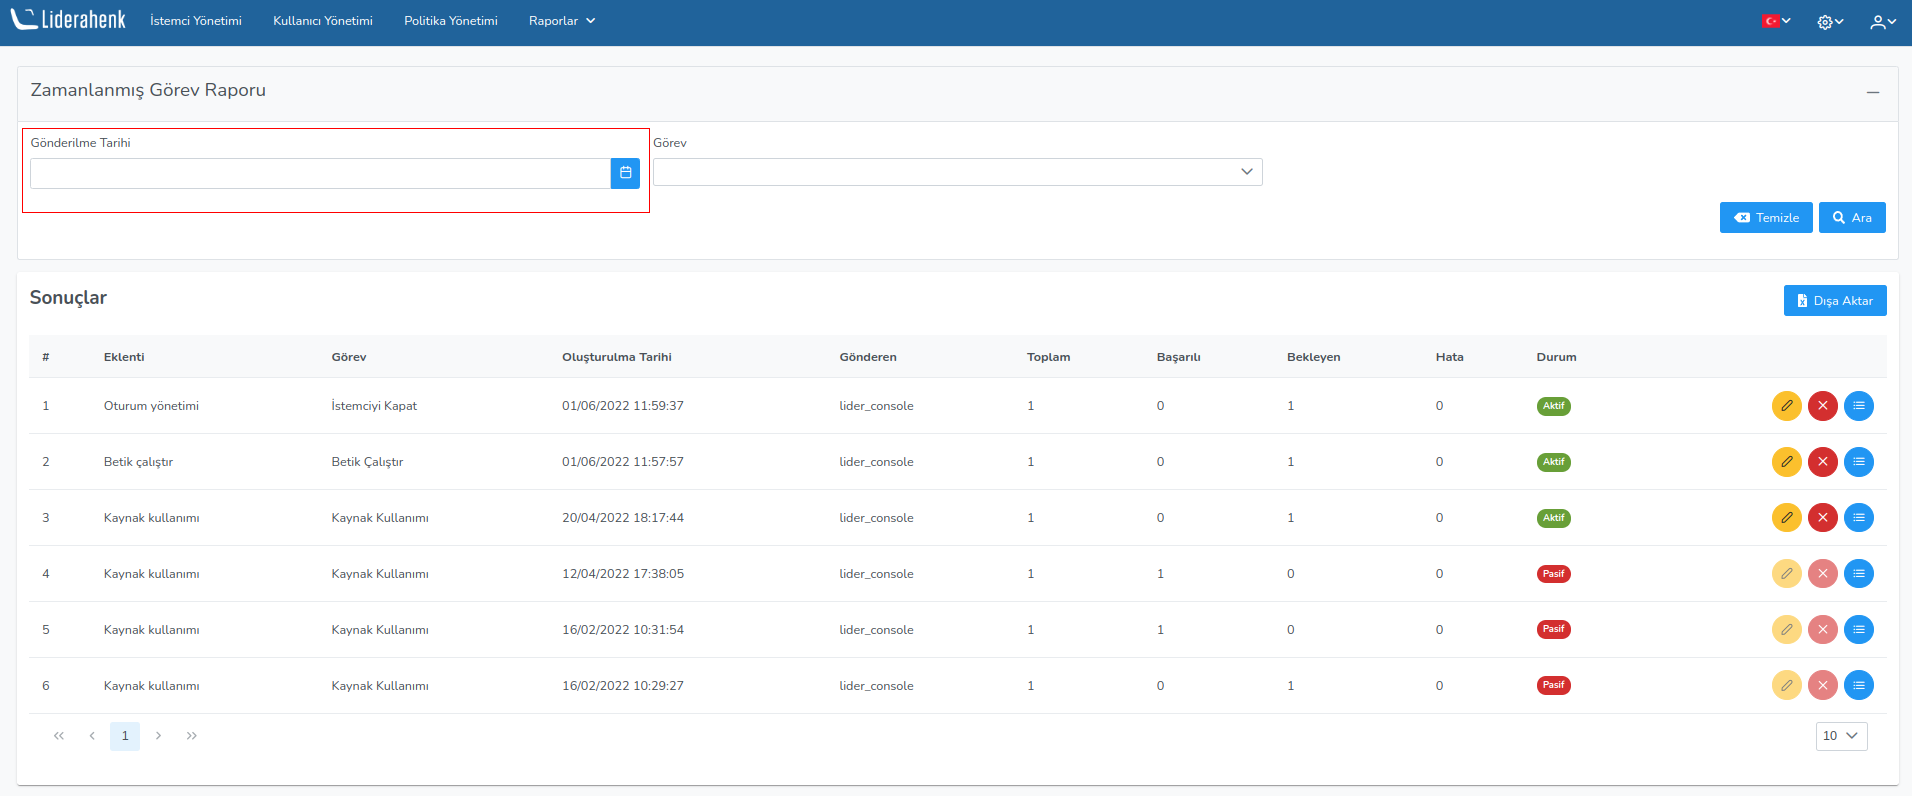 Liderahenk İstemci Yönetimi Kullanıcı Yönetimi Politika Yönetimi Raporlar
Zamanlanmış Görev Raporu
Gönderilme Tarihi Görev
Temizle Ara
Sonuçlar Dışa Aktar
# Eklenti Görev Oluşturulma Tarihi Gönderen Toplam Başarılı Bekleyen Hata Durum
1 Oturum yönetimi İstemciyi Kapat 01/06/2022 11:59:37 lider_console 1 0 1 0 Aktif
2 Betik çalıştır Betik Çalıştır 01/06/2022 11:57:57 lider_console 1 0 1 0 Aktif
3 Kaynak kullanımı Kaynak Kullanımı 20/04/2022 18:17:44 lider_console 1 0 1 0 Aktif
4 Kaynak kullanımı Kaynak Kullanımı 12/04/2022 17:38:05 lider_console 1 1 0 0 Pasif
5 Kaynak kullanımı Kaynak Kullanımı 16/02/2022 10:31:54 lider_console 1 1 0 0 Pasif
6 Kaynak kullanımı Kaynak Kullanımı 16/02/2022 10:29:27 lider_console 1 0 1 0 Pasif
1 10